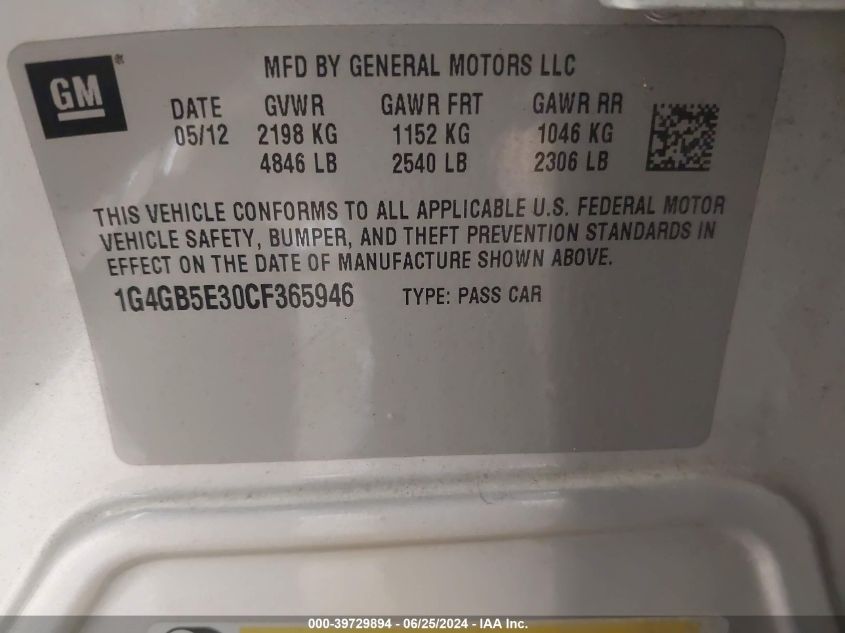 GM
MFD BY GENERAL MOTORS LLC
DATE GVWR GAWR FRT GAWR RR
05/12 2198 KG 1152 KG 1046 KG
4846 LB 2540 LB 2306 LB
THIS VEHICLE CONFORMS TO ALL APPLICABLE U.S. FEDERAL MOTOR
VEHICLE SAFETY, BUMPER, AND THEFT PREVENTION STANDARDS IN
EFFECT ON THE DATE OF MANUFACTURE SHOWN ABOVE.
1G4GB5E30CF365946 TYPE: PASS CAR
000-39729894 - 06/25/2024 - IAA Inc.